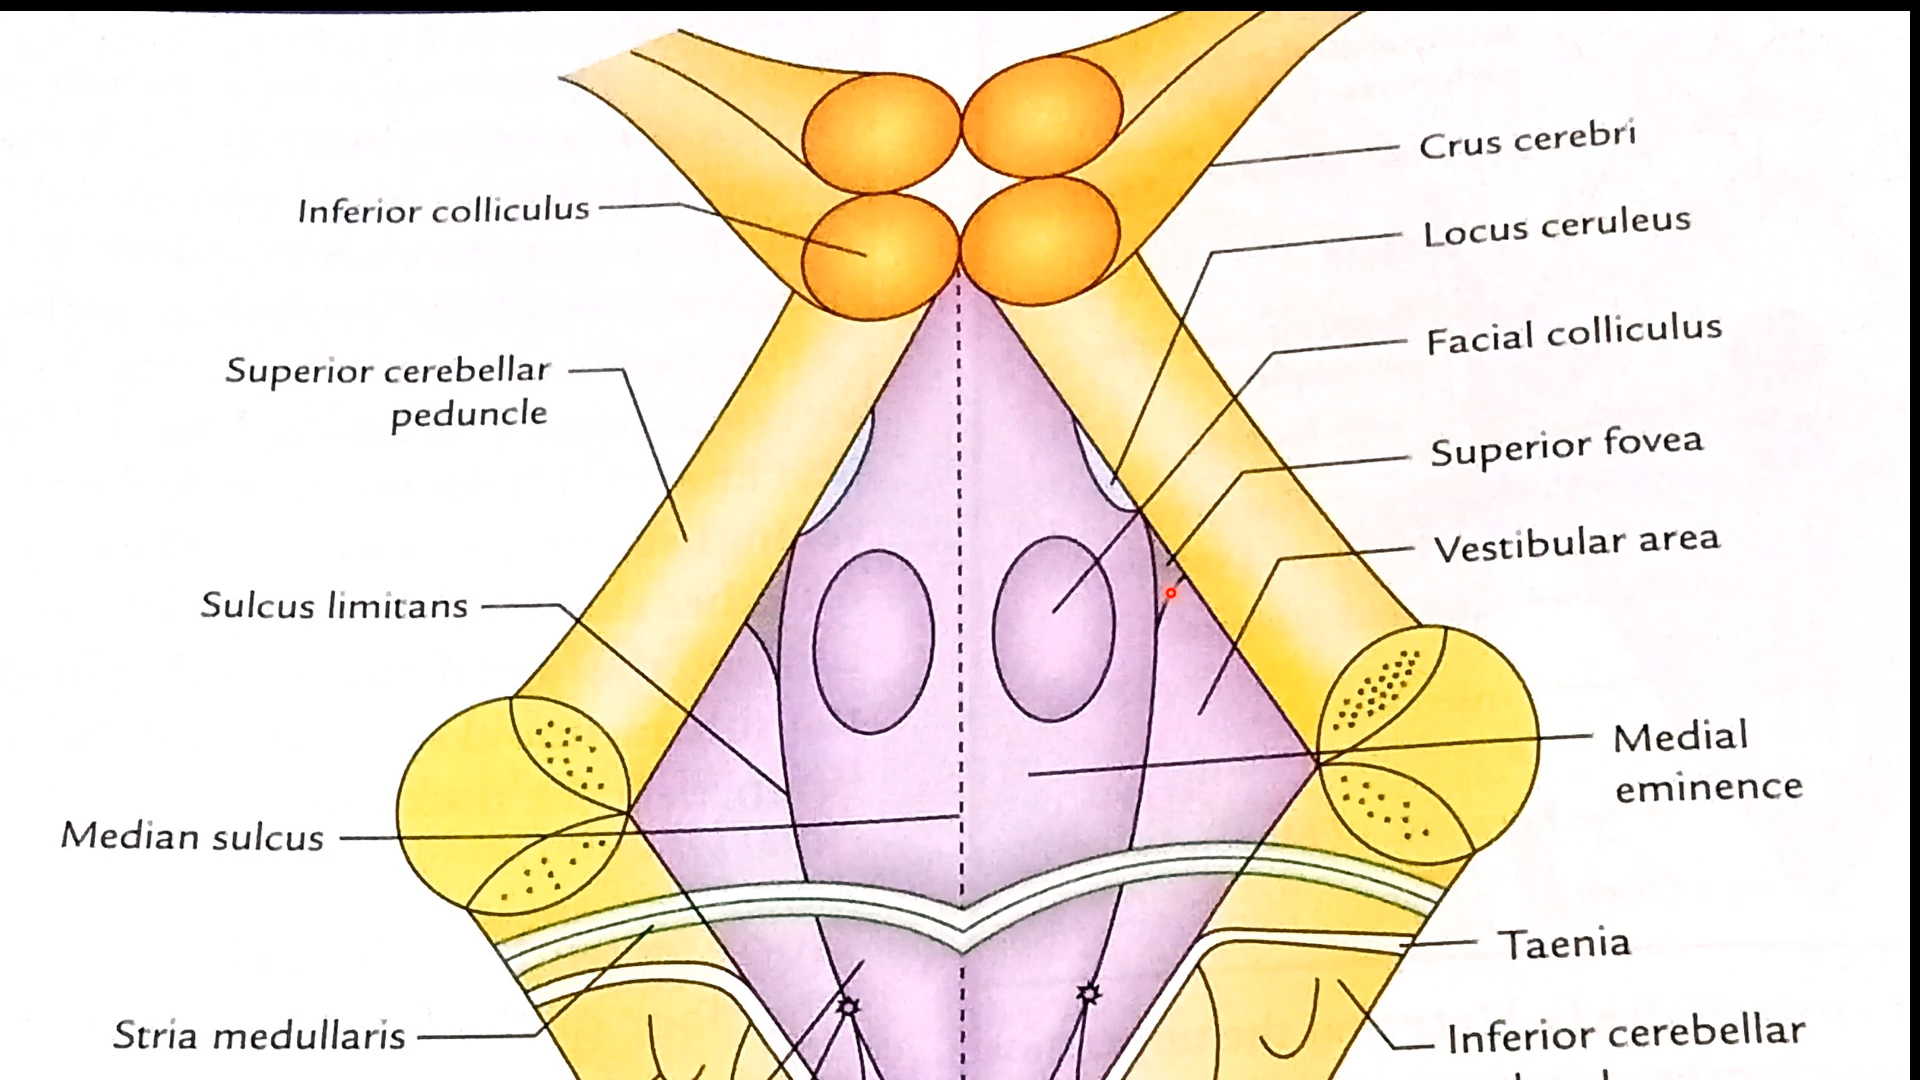 Crus cerebri
Inferior colliculus
Locus ceruleus
Facial colliculus
Superior cerebellar
peduncle
Superior fovea
Vestibular area
Sulcus limitans
Medial
eminence
Median sulcus
Taenia
Stria medullaris
Inferior cerebellar